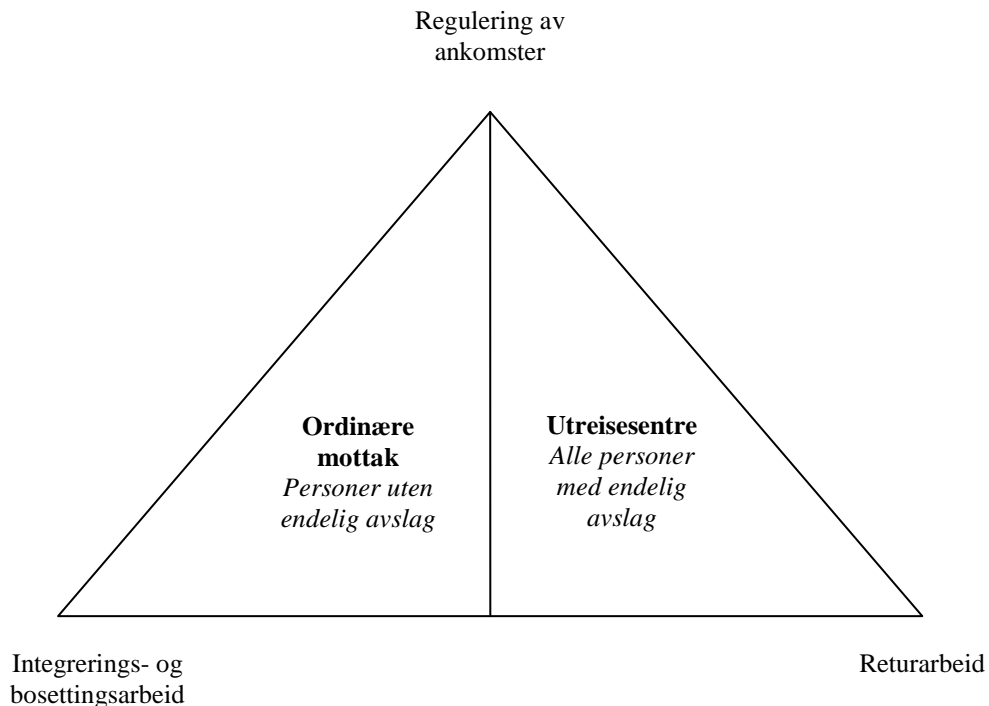 Regulering av
ankomster
Ordinære
mottak
Personer uten
endelig avslag
Utreisesentre
Alle personer
med endelig
avslag
Integrerings- og
bosettingsarbeid
Returarbeid